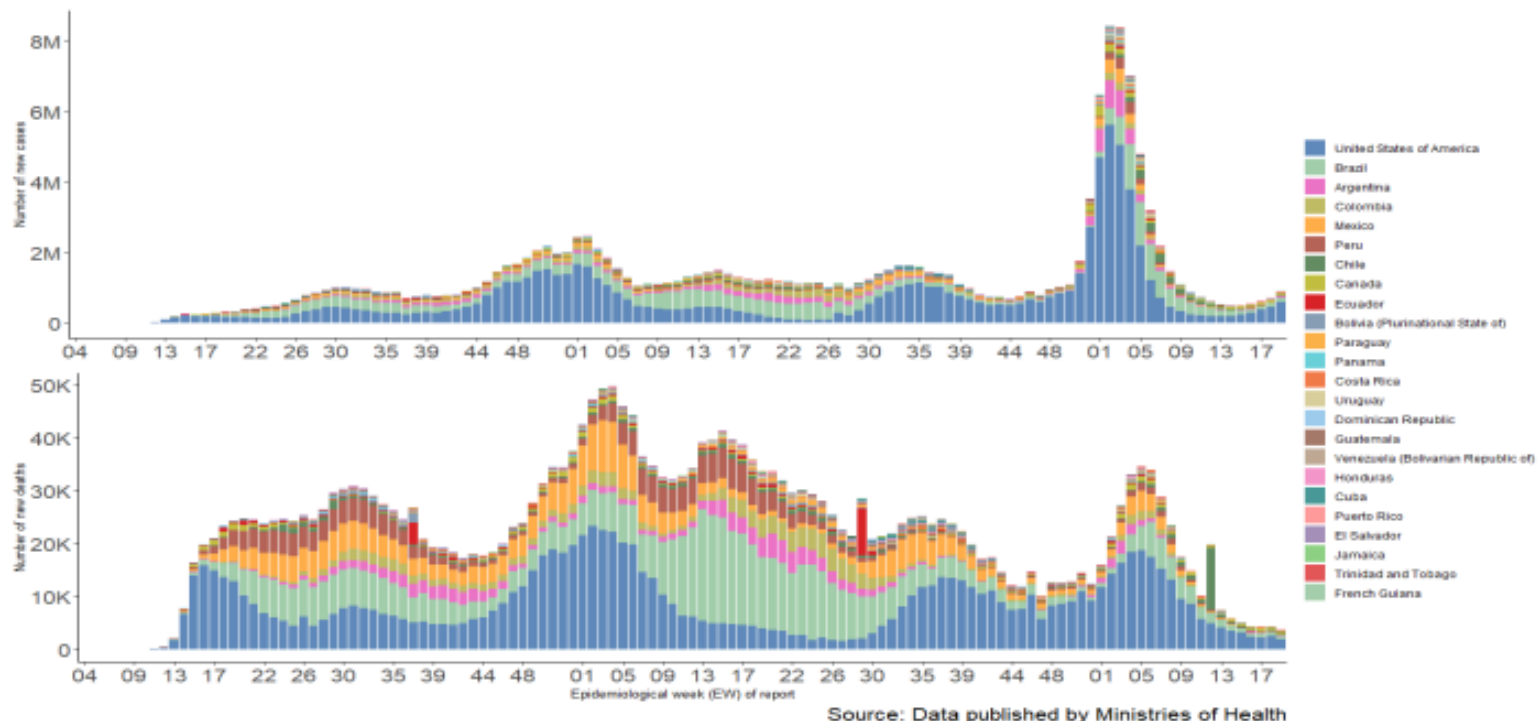 8M
6M
4M
2M
0
Number of new cases
04 09 13 17 22 26 30 35 39 44 48 01 05 09 13 17 22 26 30 35 39 44 48 01 05 09 13 17
50K
40K
30K
20K
10K
0
Number of new deaths
04 09 13 17 22 26 30 35 39 44 48 01 05 09 13 17 22 26 30 35 39 44 48 01 05 09 13 17
Epidemiological week (EW) of report
Source: Data published by Ministries of Health
United States of America
Brazil
Argentina
Colombia
Mexico
Peru
Chile
Canada
Ecuador
Bolivia (Plurinational State of)
Paraguay
Panama
Costa Rica
Uruguay
Dominican Republic
Guatemala
Venezuela (Bolivarian Republic of)
Honduras
Cuba
Puerto Rico
El Salvador
Jamaica
Trinidad and Tobago
French Guiana